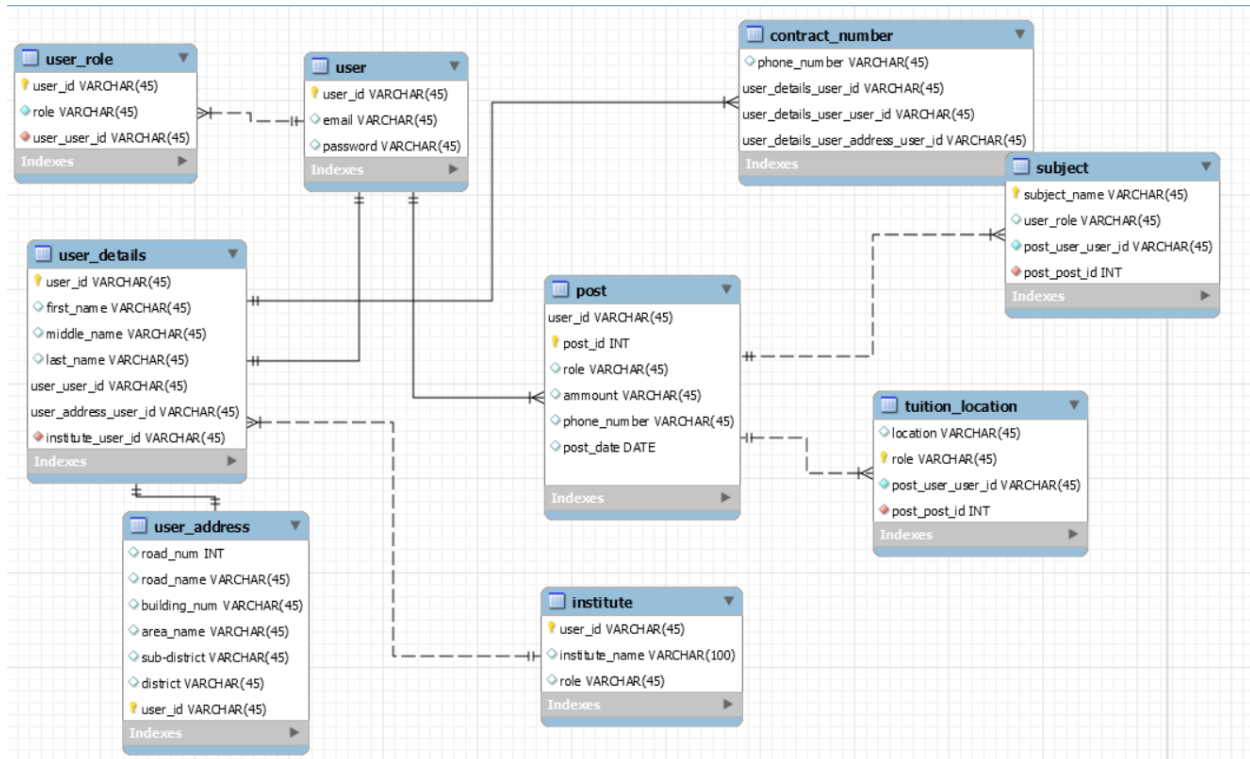 user_role
user_id VARCHAR(45)
role VARCHAR(45)
user_user_id VARCHAR(45)
Indexes
user
user_id VARCHAR(45)
email VARCHAR(45)
password VARCHAR(45)
Indexes
contract_number
phone_number VARCHAR(45)
user_details_user_id VARCHAR(45)
user_details_user_user_id VARCHAR(45)
user_details_user_address_user_id VARCHAR(45)
Indexes
subject
subject_name VARCHAR(45)
user_role VARCHAR(45)
post_user_user_id VARCHAR(45)
post_post_id INT
Indexes
user_details
user_id VARCHAR(45)
first_name VARCHAR(45)
middle_name VARCHAR(45)
last_name VARCHAR(45)
user_user_id VARCHAR(45)
user_address_user_id VARCHAR(45)
institute_user_id VARCHAR(45)
Indexes
post
user_id VARCHAR(45)
post_id INT
role VARCHAR(45)
ammount VARCHAR(45)
phone_number VARCHAR(45)
post_date DATE
Indexes
tuition_location
location VARCHAR(45)
role VARCHAR(45)
post_user_user_id VARCHAR(45)
post_post_id INT
Indexes
user_address
road_num INT
road_name VARCHAR(45)
building_num VARCHAR(45)
area_name VARCHAR(45)
sub-district VARCHAR(45)
district VARCHAR(45)
user_id VARCHAR(45)
Indexes
institute
user_id VARCHAR(45)
institute_name VARCHAR(100)
role VARCHAR(45)
Indexes